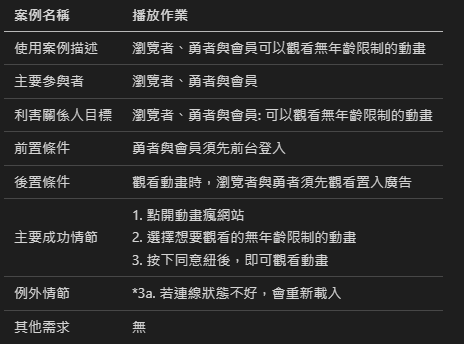 案例名稱 播放作業
使用案例描述 瀏覽者、勇者與會員可以觀看無年齡限制的動畫
主要參與者 瀏覽者、勇者與會員
利害關係人目標 瀏覽者、勇者與會員: 可以觀看無年齡限制的動畫
前置條件 勇者與會員須先前台登入
後置條件 觀看動畫時，瀏覽者與勇者須先觀看置入廣告
主要成功情節
1. 點開動畫瘋網站
2. 選擇想要觀看的無年齡限制的動畫
3. 按下同意紐後，即可觀看動畫
例外情節 *3a. 若連線狀態不好，會重新載入
其他需求 無